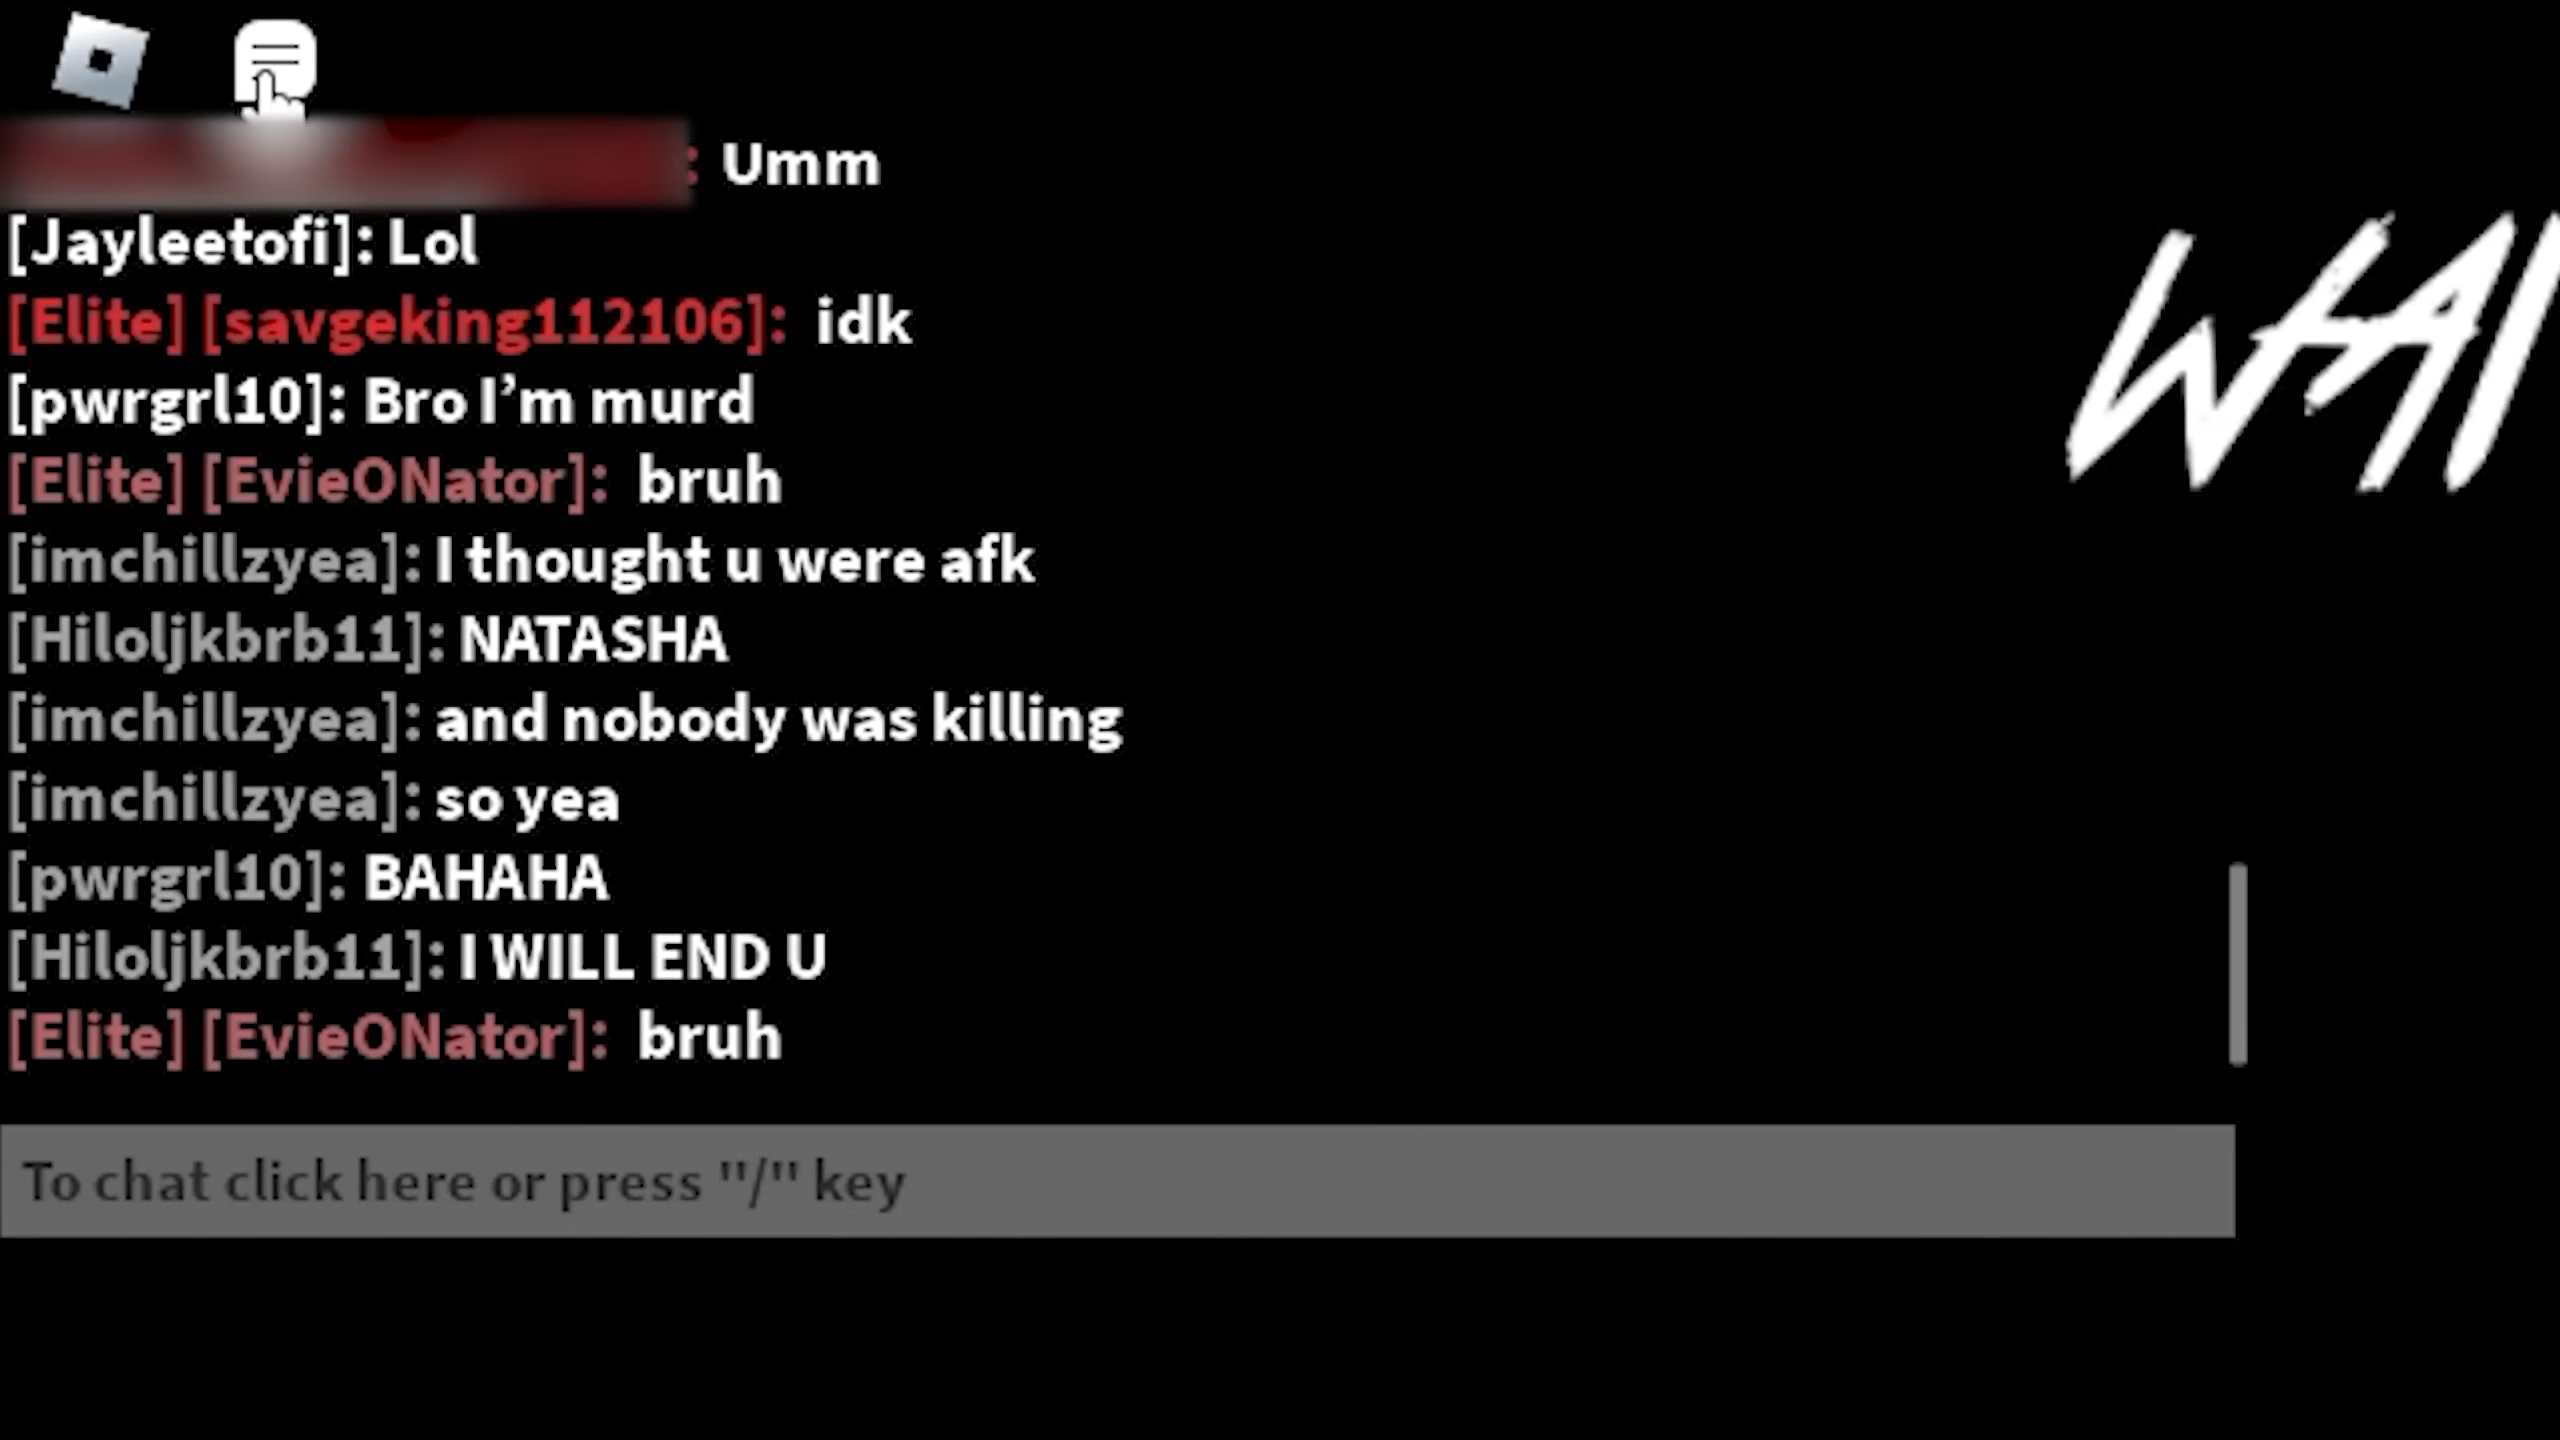 : Umm
[Jayleetofi]: Lol
[Elite] [savgeking112106]: idk
[pwrgrl10]: Bro I’m murd
[Elite] [EvieONator]: bruh
[imchillzyea]: I thought u were afk
[Hiloljkbrb11]: NATASHA
[imchillzyea]: and nobody was killing
[imchillzyea]: so yea
[pwrgrl10]: BAHAHA
[Hiloljkbrb11]: I WILL END U
[Elite] [EvieONator]: bruh
To chat click here or press "/" key
WAI